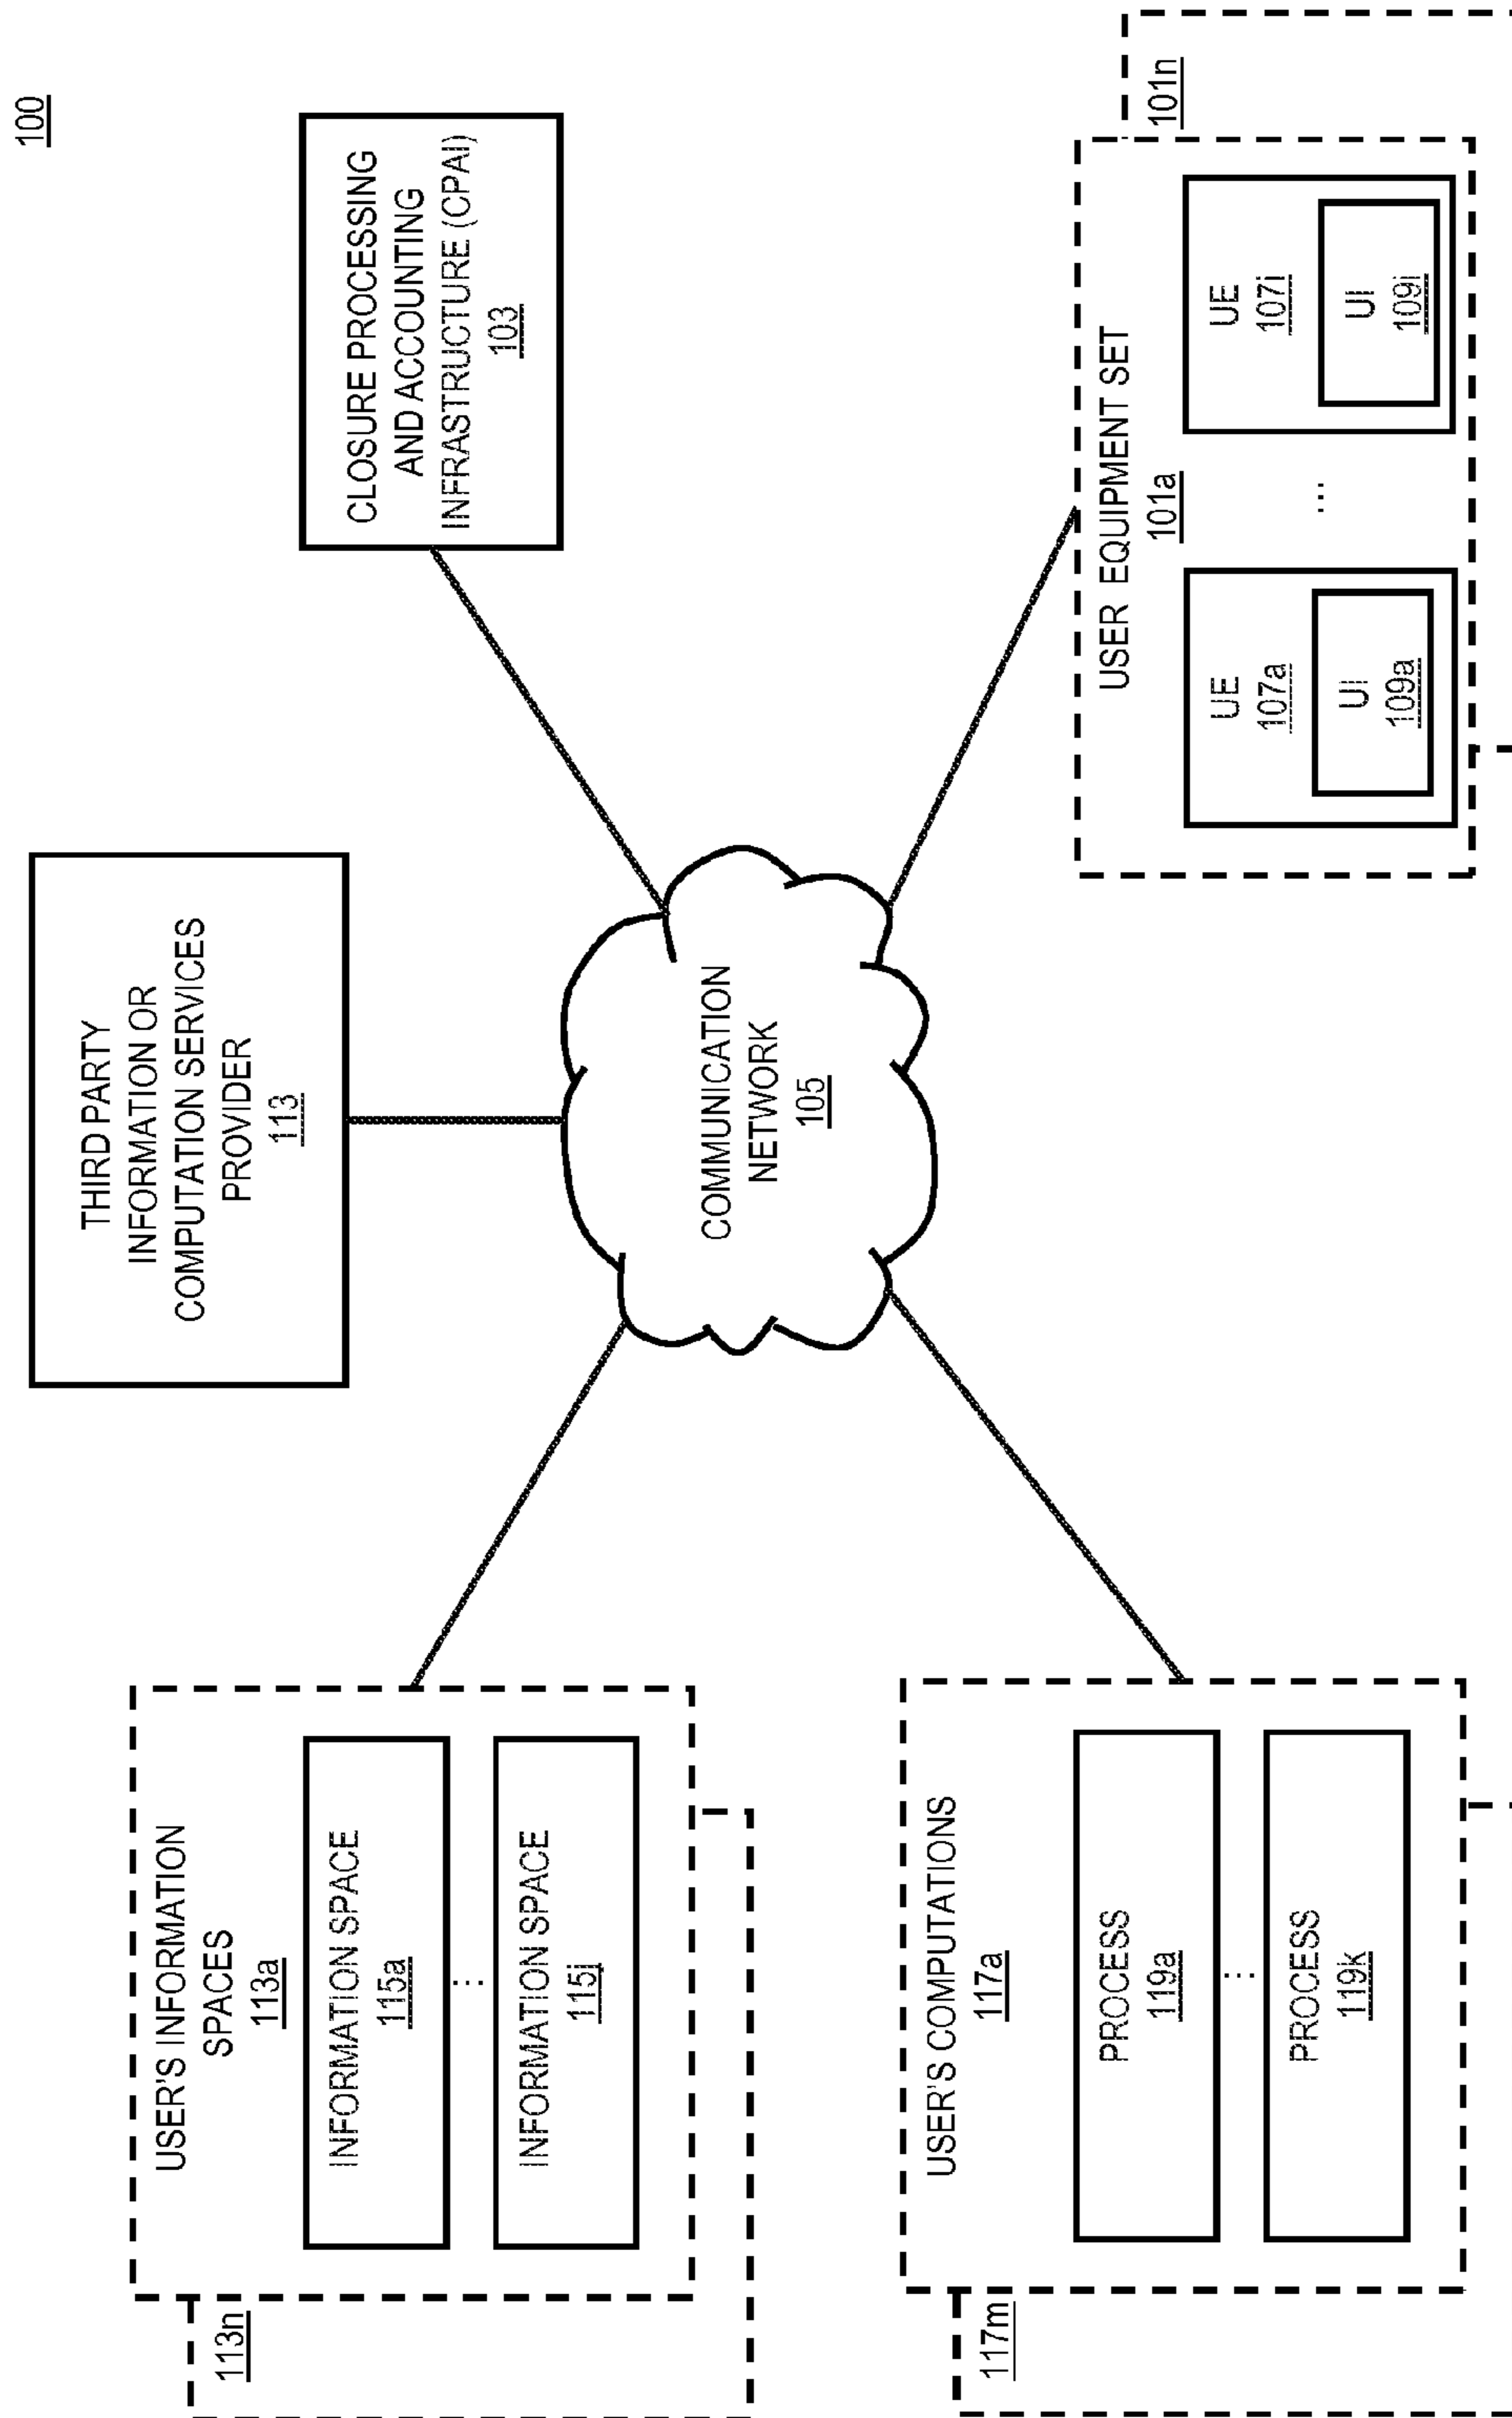 100
THIRD PARTY
INFORMATION OR
COMPUTATION SERVICES
PROVIDER
113
CLOSURE PROCESSING
AND ACCOUNTING
INFRASTRUCTURE (CPAI)
103
USER'S INFORMATION
SPACES
113a
INFORMATION SPACE
115a
...
INFORMATION SPACE
115j
113n
COMMUNICATION
NETWORK
105
USER'S COMPUTATIONS
117a
PROCESS
119a
...
PROCESS
119k
117m
USER EQUIPMENT SET
101a
101n
UE
107a
UI
109a
...
UE
107i
UI
109i